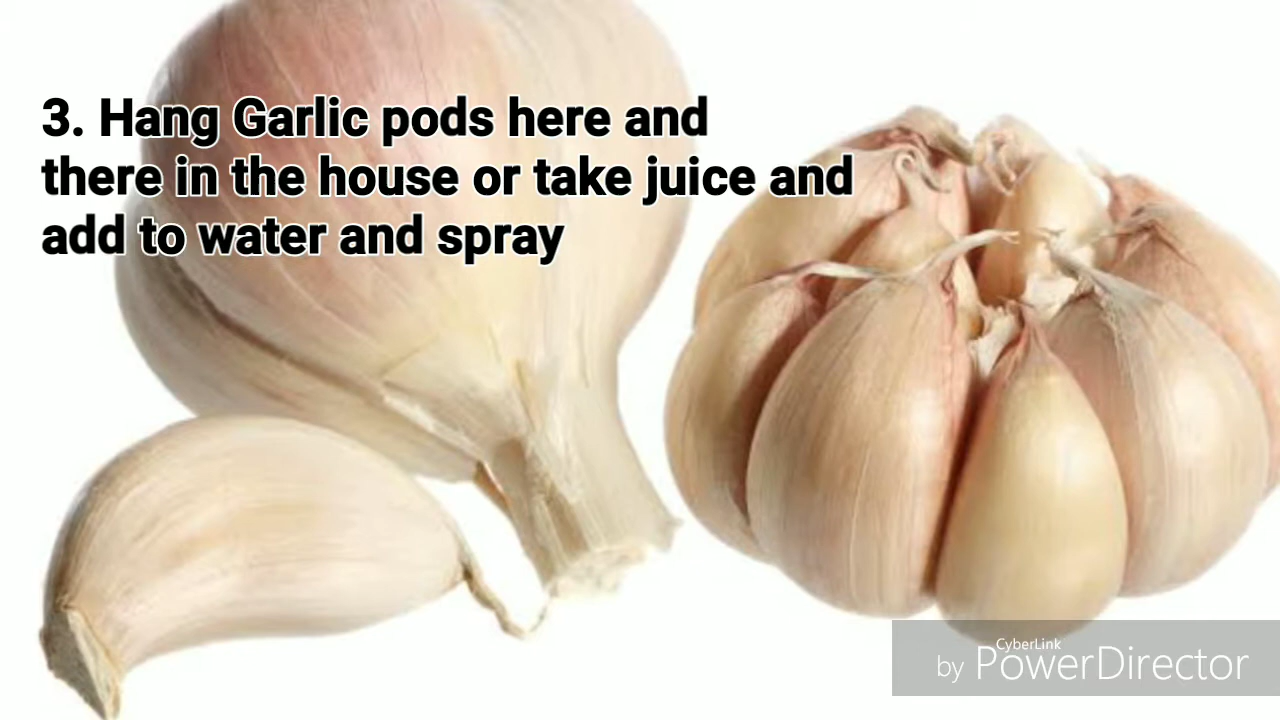 3. Hang Garlic pods here and
there in the house or take juice and
add to water and spray
CyberLink
by PowerDirector